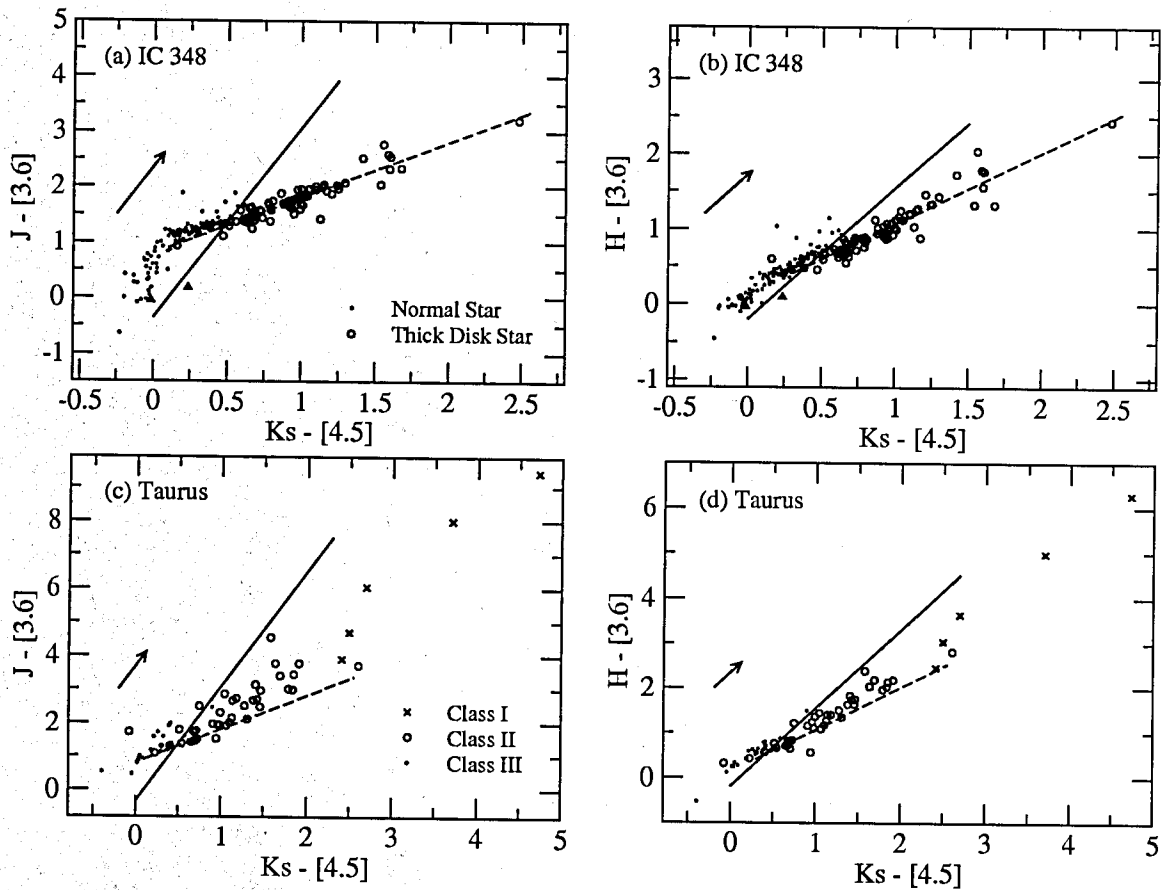 (a) IC 348
J - [3.6]
5
4
3
2
1
0
-1
Normal Star
Thick Disk Star
-0.5 0 0.5 1 1.5 2 2.5
Ks - [4.5]
(b) IC 348
H - [3.6]
3
2
1
0
-1
-0.5 0 0.5 1 1.5 2 2.5
Ks - [4.5]
(c) Taurus
J - [3.6]
8
6
4
2
0
Class I
Class II
Class III
0 1 2 3 4 5
Ks - [4.5]
(d) Taurus
H - [3.6]
6
4
2
0
0 1 2 3 4 5
Ks - [4.5]